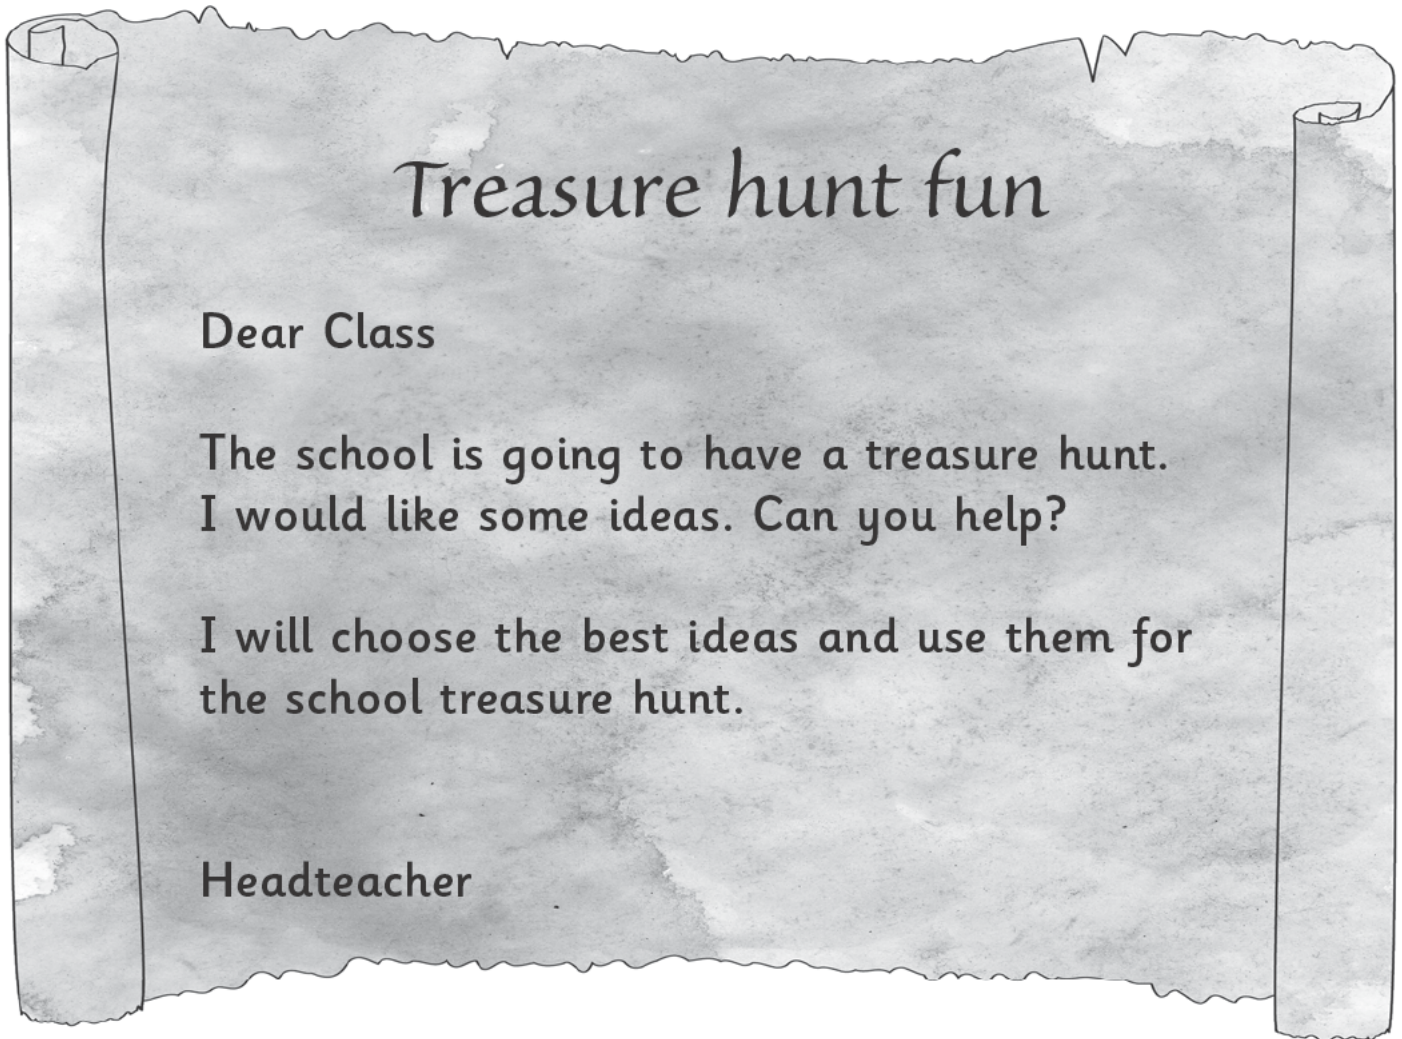 Treasure hunt fun
Dear Class
The school is going to have a treasure hunt.
I would like some ideas. Can you help?
I will choose the best ideas and use them for
the school treasure hunt.
Headteacher